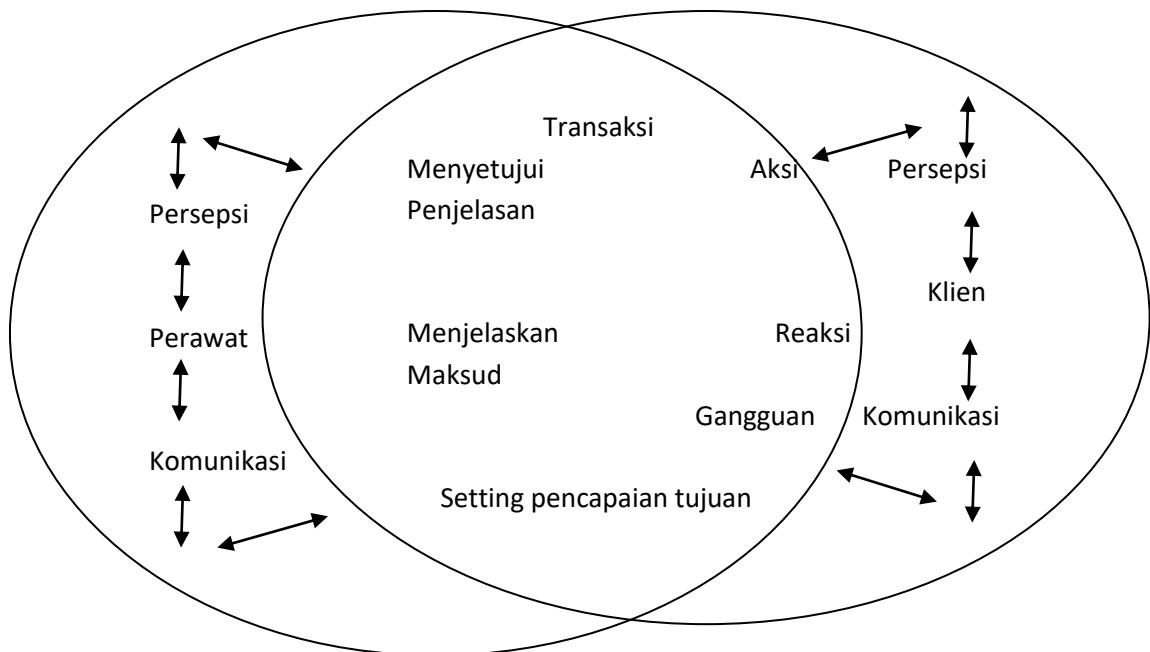 Transaksi
Menyetujui Aksi Persepsi
Persepsi Penjelasan
Klien
Perawat Menjelaskan Reaksi
Maksud
Gangguan Komunikasi
Komunikasi
Setting pencapaian tujuan